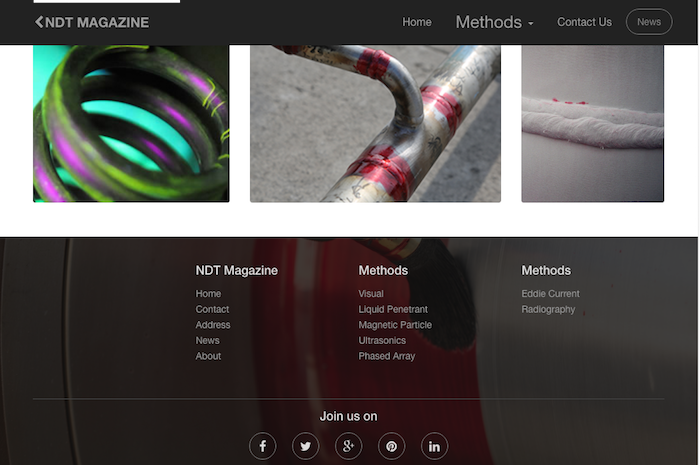 NDT MAGAZINE
Home
Methods
Contact Us
News
NDT Magazine
Home
Contact
Address
News
About
Methods
Visual
Liquid Penetrant
Magnetic Particle
Ultrasonics
Phased Array
Methods
Eddie Current
Radiography
Join us on